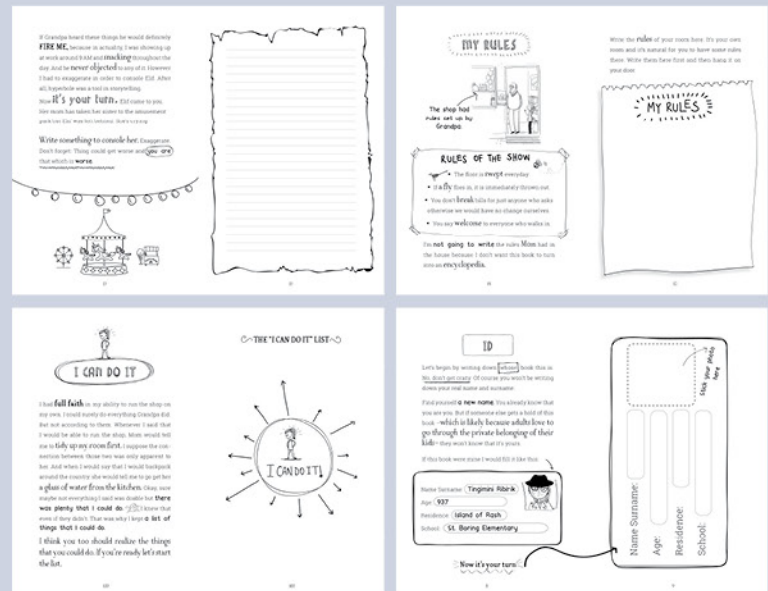 If Grandpa heard these things he would definitely
FIRE ME, because in actuality, I was showing up
at work around 9 AM and snacking throughout the
day. And he never objected to any of it. However
I had to exaggerate in order to console Elif. After
all, hyperbole was a tool in storytelling.
Now it's your turn. Elif came to you.
Her mom has taken her sister to the amusement
park but Elif was left behind. She's crying.
Write something to console her. Exaggerate.
Don't forget: Things could get worse and you are
that which is worse.
MY RULES
The shop had
rules set up by
Grandpa.
RULES OF THE SHOW
• The floor is swept everyday
• If a fly flies in, it is immediately thrown out
• You don't break bills for just anyone who asks
otherwise we would have no change ourselves
• You say welcome to everyone who walks in
I'm not going to write the rules Mom had in
the house because I don't want this book to turn
into an encyclopedia.
Write the rules of your room here. It's your own
room and it's natural for you to have some rules
there. Write them here first and then hang it on
your door.
MY RULES
I CAN DO IT
I had full faith in my ability to run the shop on
my own. I could surely do everything Grandpa did.
But not according to them. Whenever I said that
I would be able to run the shop, Mom would tell
me to tidy up my room first. I suppose the con-
nection between those two was only apparent to
her. And when I would say that I would backpack
around the country she would tell me to go get her
a glass of water from the kitchen. Okay, sure
maybe not everything I said was doable but there
was plenty that I could do. I knew that
even if they didn't. That was why I kept a list of
things that I could do.
I think you too should realize the things
that you could do. If you're ready let's start
the list.
THE "I CAN DO IT" LIST
I CAN DO IT!
ID
Let's begin by writing down whose book this is.
No, don't get crazy. Of course you won't be writing
down your real name and surname.
Find yourself a new name. You already know that
you are you. But if someone else gets a hold of this
book –which is likely because adults love to
go through the private belonging of their
kids– they won't know that it's yours.
If this book were mine I would fill it like this.
Name Surname: Tingirini Ribirik
Age: 937
Residence: Island of Rash
School: St. Boring Elementary
Now it's your turn
Stick your photo
here
Name Surname:
Age:
Residence:
School: